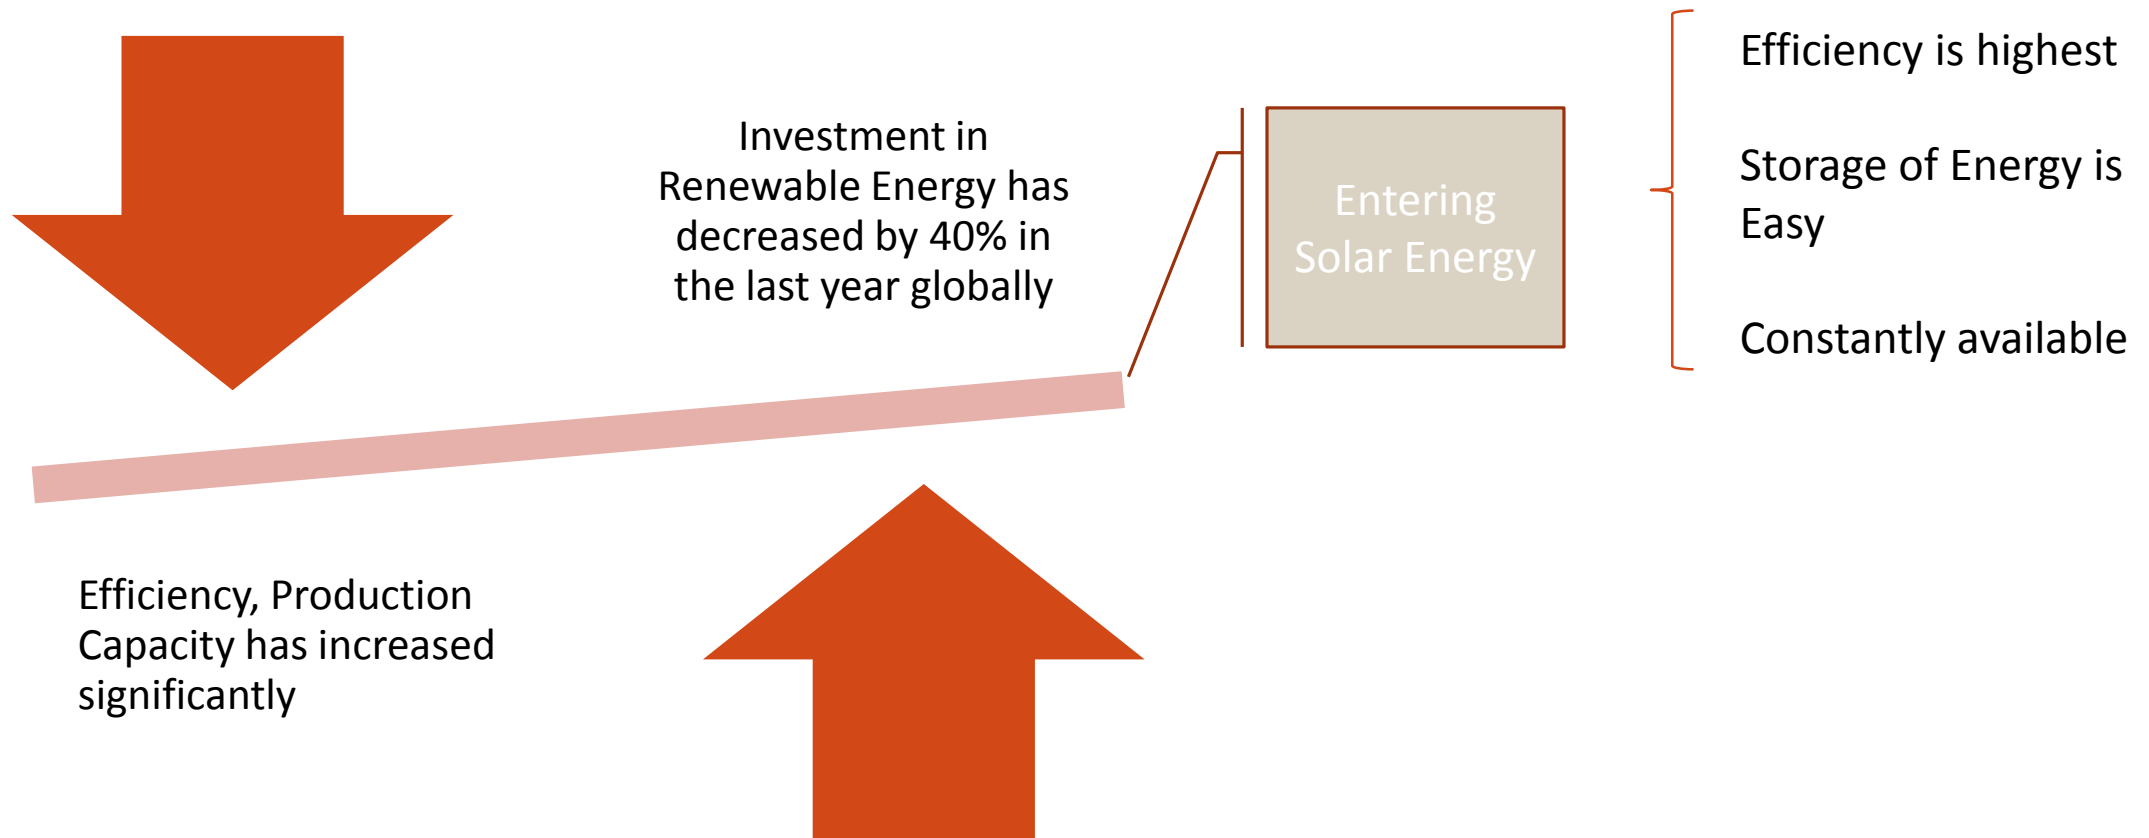 Investment in
Renewable Energy has
decreased by 40% in
the last year globally
Efficiency, Production
Capacity has increased
significantly
Entering
Solar Energy
Efficiency is highest
Storage of Energy is
Easy
Constantly available